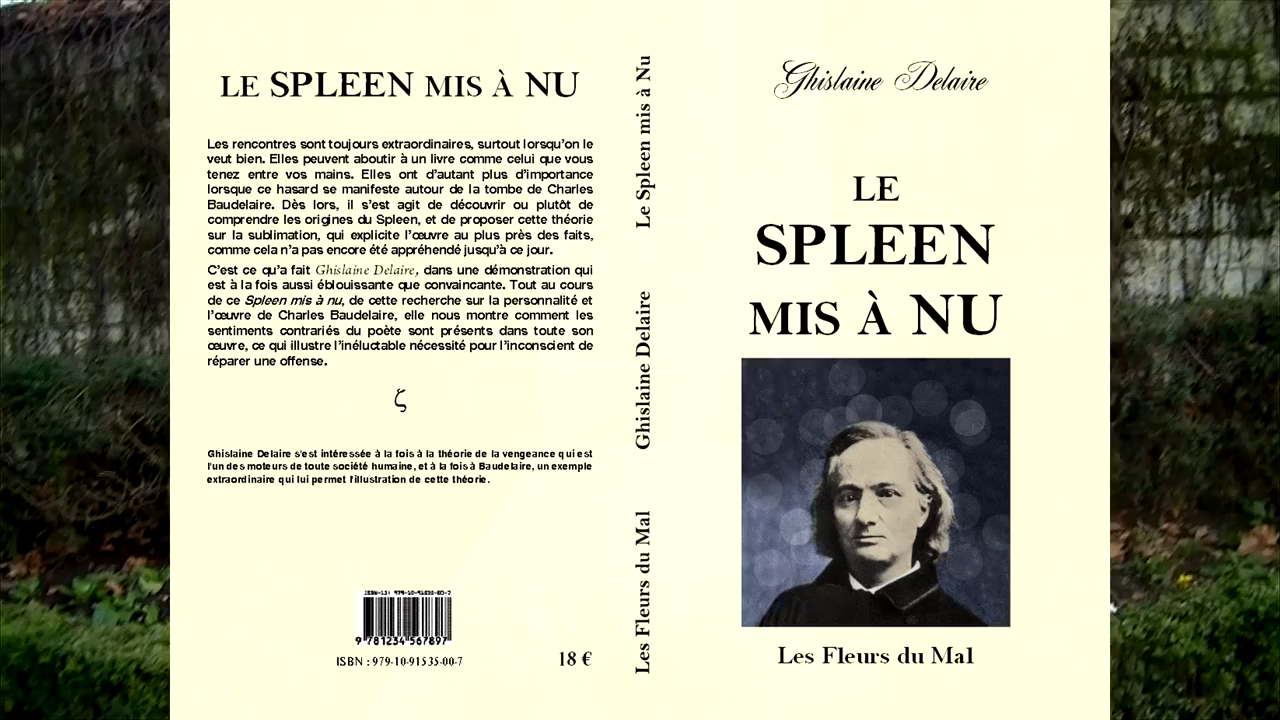 LE SPLEEN MIS À NU
Les rencontres sont toujours extraordinaires, surtout lorsqu'on le
veut bien. Elles peuvent aboutir à un livre comme celui que vous
tenez entre vos mains. Elles ont d'autant plus d'importance
lorsque ce hasard se manifeste autour de la tombe de Charles
Baudelaire. Dès lors, il s'est agit de découvrir ou plutôt de
comprendre les origines du Spleen, et de proposer cette théorie
sur la sublimation, qui explicite l'œuvre au plus près des faits,
comme cela n'a pas encore été appréhendé jusqu'à ce jour.
C'est ce qu'a fait Ghislaine Delaire, dans une démonstration qui
est à la fois aussi éblouissante que convaincante. Tout au cours
de ce Spleen mis à nu, de cette recherche sur la personnalité et
l'œuvre de Charles Baudelaire, elle nous montre comment les
sentiments contrariés du poète sont présents dans toute son
œuvre, ce qui illustre l'inéluctable nécessité pour l'inconscient de
réparer une offense.
ζ
Ghislaine Delaire s'est intéressée à la fois à la théorie de la vengeance qui est
l'un des moteurs de toute société humaine, et à la fois à Baudelaire, un exemple
extraordinaire qui lui permet l'illustration de cette théorie.
ISBN-13: 979-10-91535-00-7
9 781234 567897
ISBN : 979-10-91535-00-7
18 €
Le Spleen mis à Nu
Ghislaine Delaire
Les Fleurs du Mal
Ghislaine Delaire
LE
SPLEEN
MIS À NU
Les Fleurs du Mal